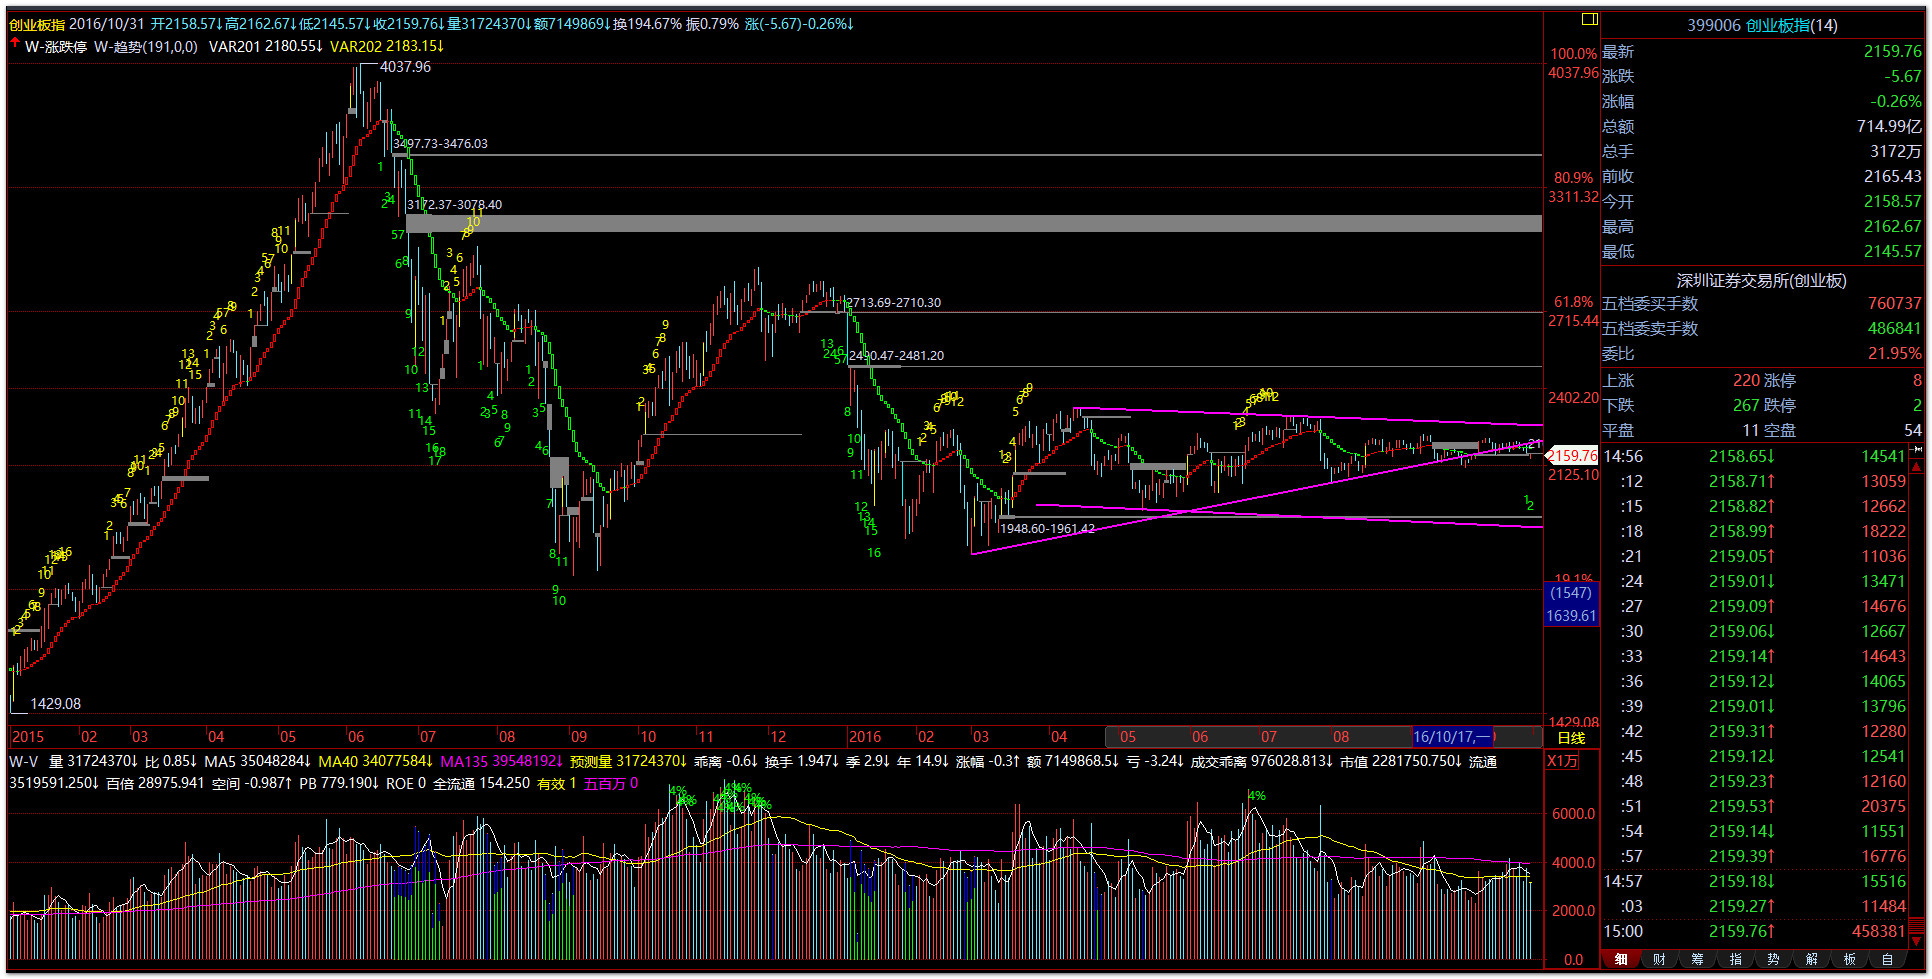 创业板指 2016/10/31 开2158.57↓高2162.67↓低2145.57↓收2159.76↓量31724370↓额7149869↓换194.67% 振0.79% 涨(-5.67)-0.26%↓
W-涨跌停 W-趋势(191,0,0) VAR201 2180.55↓ VAR202 2183.15↓
4037.96
3497.73-3476.03
3172.37-3078.40
2713.69-2710.30
2490.47-2481.20
1948.60-1961.42
1429.08
100.0%
4037.96
80.9%
3311.32
61.8%
2715.44
2402.20
2159.76
2125.10
19.1%
(1547)
1639.61
1429.08
2015 02 03 04 05 06 07 08 09 10 11 12 2016 02 03 04 05 06 07 08 16/10/17,一 日线
W-V 量 31724370↓ 比 0.85↓ MA5 35048284↓ MA40 34077584↓ MA135 39548192↓ 预测量 31724370↓ 乖离 -0.6↓ 换手 1.947↓ 季 2.9↓ 年 14.9↓ 涨幅 -0.3↑ 额 7149868.5↓ 亏 -3.24↓ 成交乖离 976028.813↓ 市值 2281750.750↓ 流通
3519591.250↓ 百倍 28975.941 空间 -0.987↑ PB 779.190↓ ROE 0 全流通 154.250 有效 1 五百万 0
X1万
6000.0
4000.0
2000.0
0.0
399006 创业板指(14)
最新 2159.76
涨跌 -5.67
涨幅 -0.26%
总额 714.99亿
总手 3172万
前收 2165.43
今开 2158.57
最高 2162.67
最低 2145.57
深圳证券交易所(创业板)
五档委买手数 760737
五档委卖手数 486841
委比 21.95%
上涨 220 涨停 8
下跌 267 跌停 2
平盘 11 空盘 54
14:56 2158.65↓ 14541
:12 2158.71↑ 13059
:15 2158.82↑ 12662
:18 2158.99↑ 18222
:21 2159.05↑ 11036
:24 2159.01↓ 13471
:27 2159.09↑ 14676
:30 2159.06↓ 12667
:33 2159.14↑ 14643
:36 2159.12↓ 14065
:39 2159.01↓ 13796
:42 2159.31↑ 12280
:45 2159.12↓ 12541
:48 2159.23↑ 12160
:51 2159.53↑ 20375
:54 2159.14↓ 11551
:57 2159.39↑ 16776
14:57 2159.18↓ 15516
:03 2159.27↑ 11484
15:00 2159.76↑ 458381
细 财 筹 指 势 解 板 自